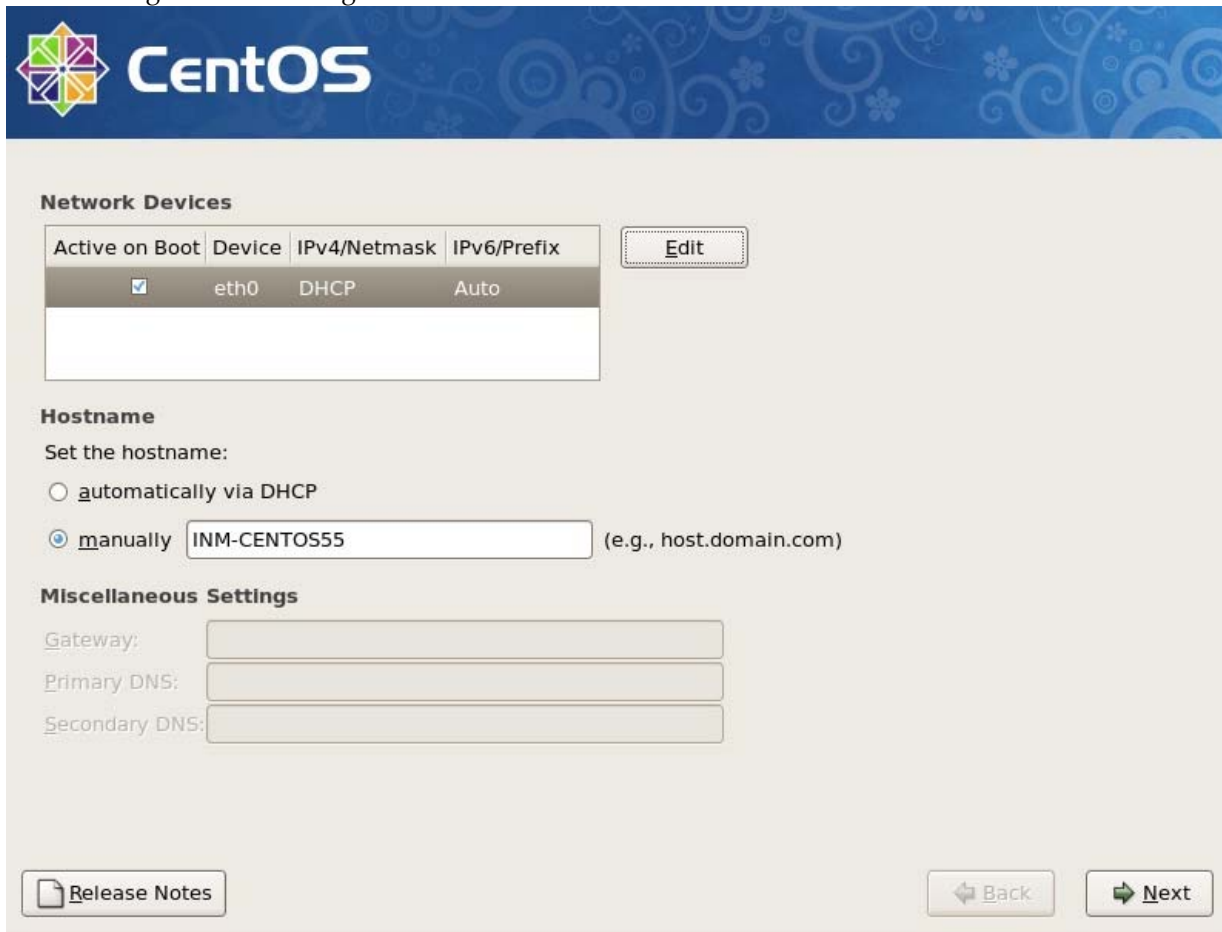 CentOS
Network Devices
Active on Boot Device IPv4/Netmask IPv6/Prefix
Edit
eth0 DHCP Auto
Hostname
Set the hostname:
automatically via DHCP
manually INM-CENTOS55 (e.g., host.domain.com)
Miscellaneous Settings
Gateway:
Primary DNS:
Secondary DNS:
Release Notes
Back
Next